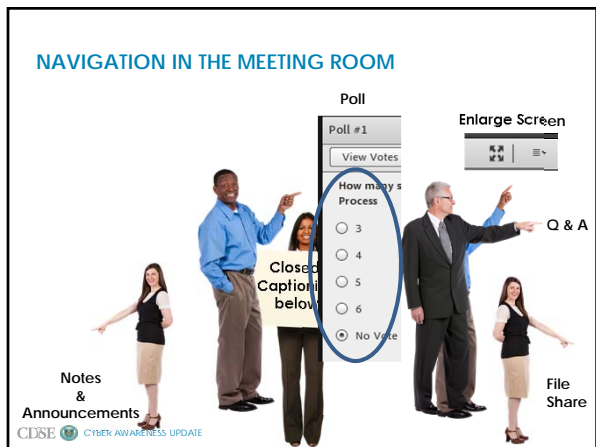 NAVIGATION IN THE MEETING ROOM
Poll
Enlarge Screen
Poll #1
View Votes
How many s
Process
3
4
5
6
No Vote
Closed
Captioni
below
Q & A
Notes
&
Announcements
File
Share
CDSE CYBER AWARENESS UPDATE